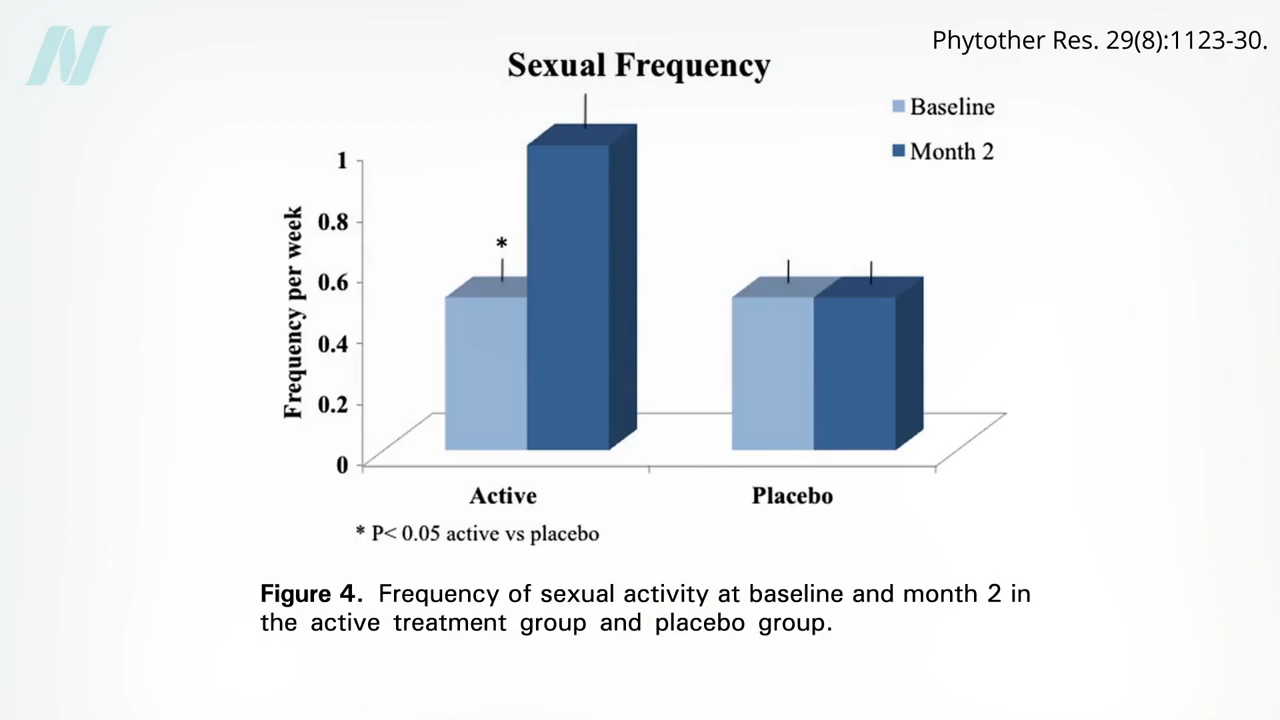 Phytother Res. 29(8):1123-30.
Sexual Frequency
Baseline
Month 2
Frequency per week
1
0.8
0.6
0.4
0.2
0
*
Active
Placebo
* P< 0.05 active vs placebo
Figure 4. Frequency of sexual activity at baseline and month 2 in
the active treatment group and placebo group.